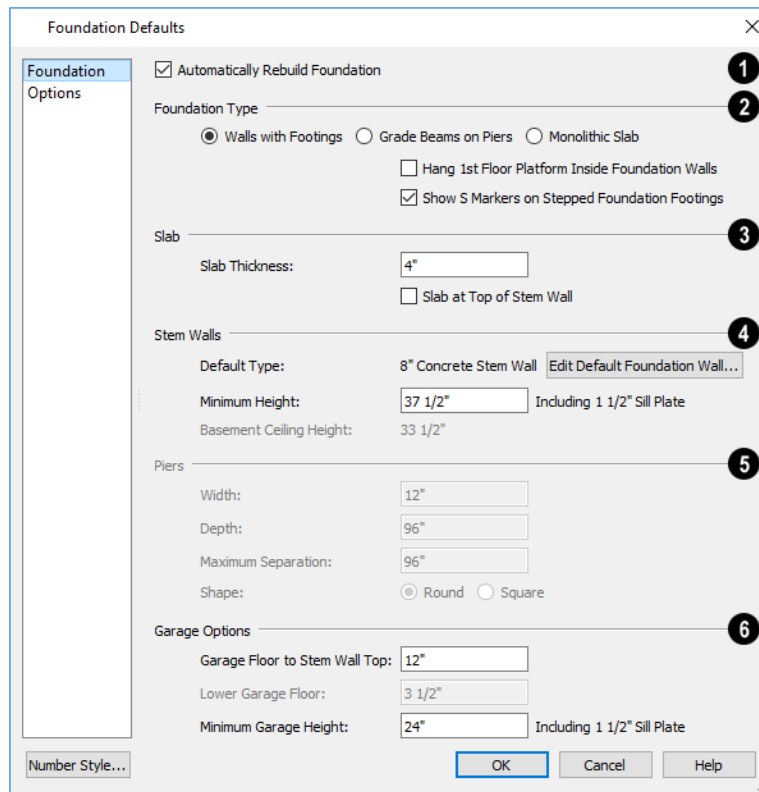 Foundation Defaults
Foundation
Options
Automatically Rebuild Foundation 1
Foundation Type 2
Walls with Footings Grade Beams on Piers Monolithic Slab
Hang 1st Floor Platform Inside Foundation Walls
Show S Markers on Stepped Foundation Footings
Slab 3
Slab Thickness: 4"
Slab at Top of Stem Wall
Stem Walls 4
Default Type: 8" Concrete Stem Wall Edit Default Foundation Wall...
Minimum Height: 37 1/2" Including 1 1/2" Sill Plate
Basement Ceiling Height: 33 1/2"
Piers 5
Width: 12"
Depth: 96"
Maximum Separation: 96"
Shape: Round Square
Garage Options 6
Garage Floor to Stem Wall Top: 12"
Lower Garage Floor: 3 1/2"
Minimum Garage Height: 24" Including 1 1/2" Sill Plate
Number Style... OK Cancel Help